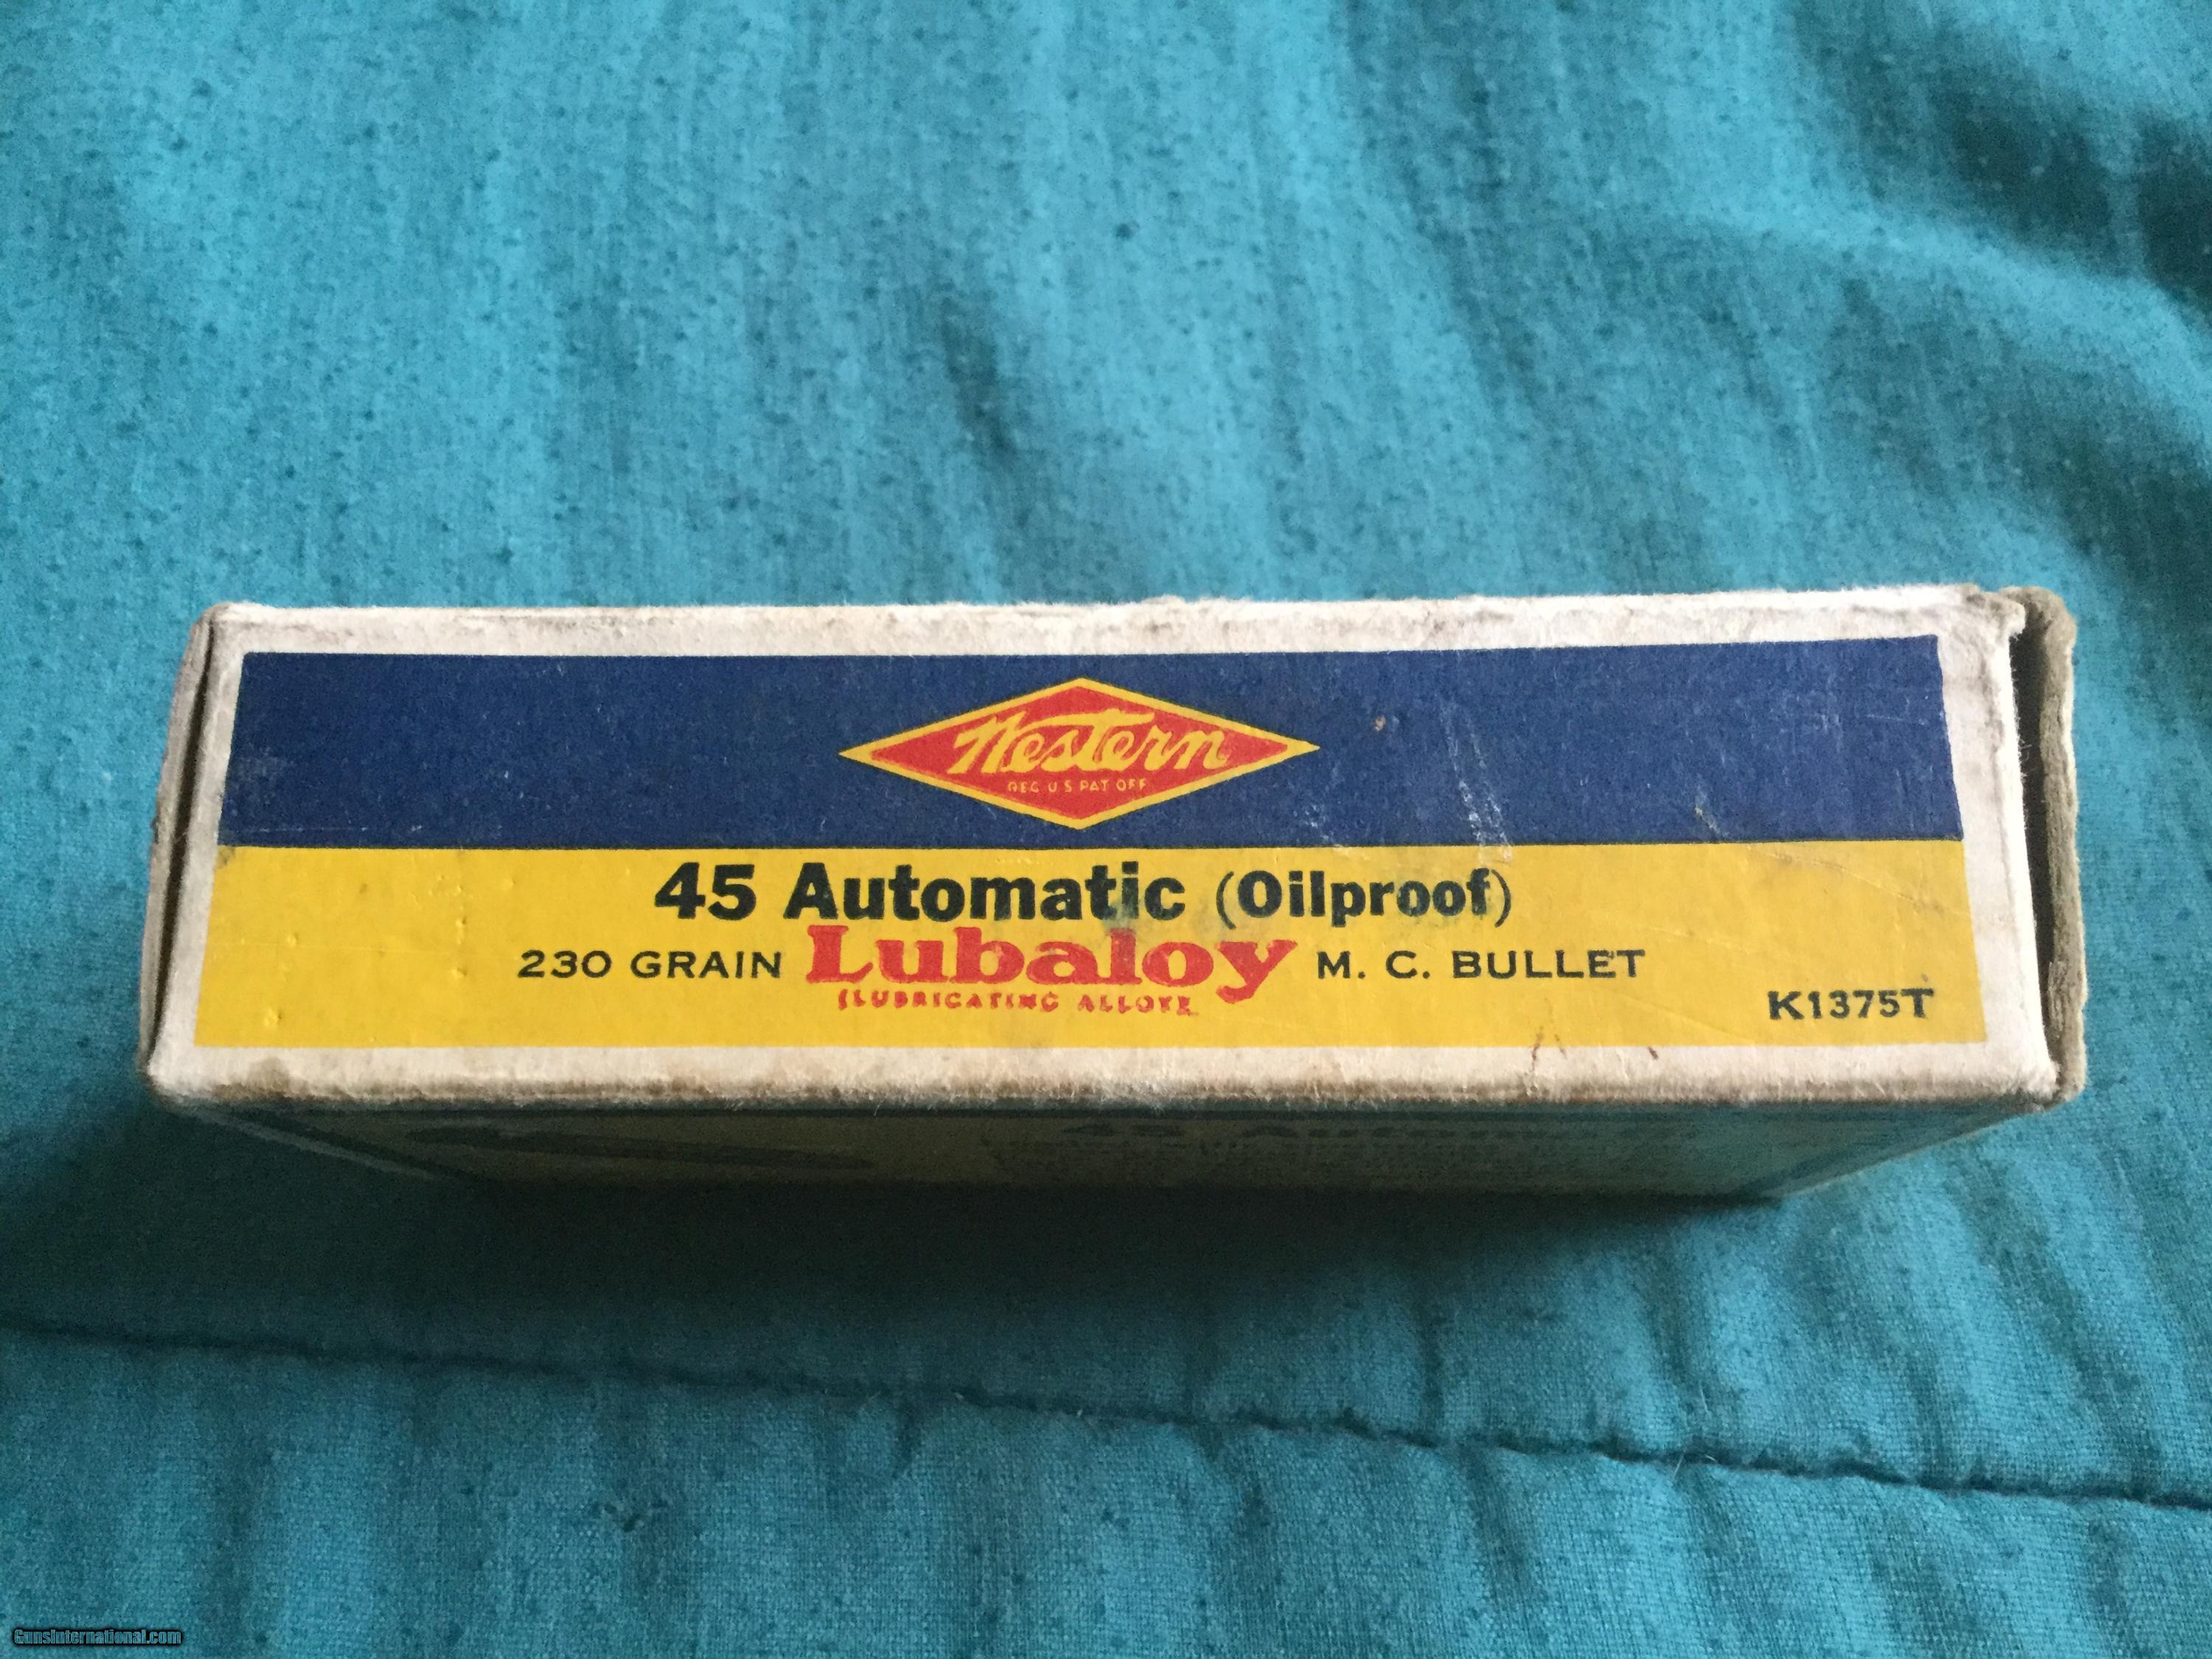 Western
REG U S PAT OFF
45 Automatic (Oilproof)
230 GRAIN Lubaloy M. C. BULLET
(LUBRICATING ALLOY)
K1375T
GunsInternational.com